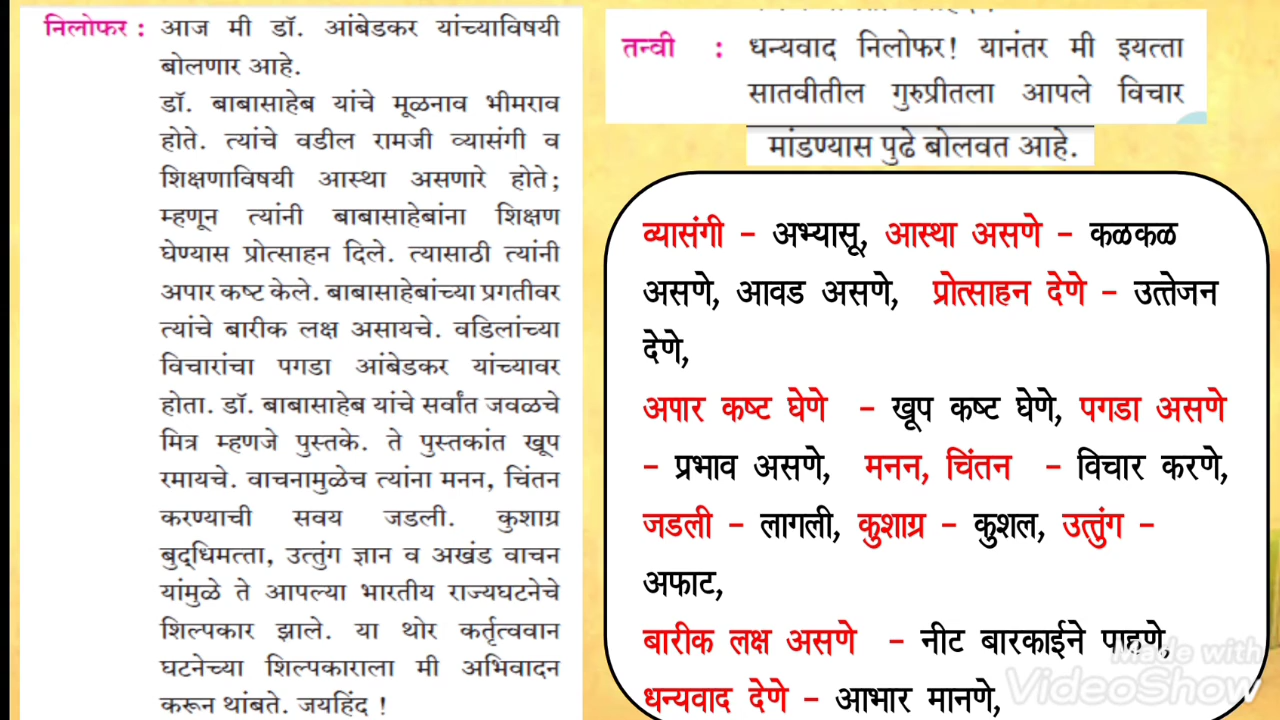 निलोफर : आज मी डॉ. आंबेडकर यांच्याविषयी
बोलणार आहे.
डॉ. बाबासाहेब यांचे मूळनाव भीमराव
होते. त्यांचे वडील रामजी व्यासंगी व
शिक्षणाविषयी आस्था असणारे होते;
म्हणून त्यांनी बाबासाहेबांना शिक्षण
घेण्यास प्रोत्साहन दिले. त्यासाठी त्यांनी
अपार कष्ट केले. बाबासाहेबांच्या प्रगतीवर
त्यांचे बारीक लक्ष असायचे. वडिलांच्या
विचारांचा पगडा आंबेडकर यांच्यावर
होता. डॉ. बाबासाहेब यांचे सर्वांत जवळचे
मित्र म्हणजे पुस्तके. ते पुस्तकांत खूप
रमायचे. वाचनामुळेच त्यांना मनन, चिंतन
करण्याची सवय जडली. कुशाग्र
बुद्धिमत्ता, उत्तुंग ज्ञान व अखंड वाचन
यांमुळे ते आपल्या भारतीय राज्यघटनेचे
शिल्पकार झाले. या थोर कर्तृत्ववान
घटनेच्या शिल्पकाराला मी अभिवादन
करून थांबते. जयहिंद !
तन्वी : धन्यवाद निलोफर! यानंतर मी इयत्ता
सातवीतील गुरुप्रीतला आपले विचार
मांडण्यास पुढे बोलवत आहे.
व्यासंगी - अभ्यासू, आस्था असणे - कळकळ
असणे, आवड असणे, प्रोत्साहन देणे - उत्तेजन
देणे,
अपार कष्ट घेणे - खूप कष्ट घेणे, पगडा असणे
- प्रभाव असणे, मनन, चिंतन - विचार करणे,
जडली - लागली, कुशाग्र - कुशल, उत्तुंग -
अफाट,
बारीक लक्ष असणे - नीट बारकाईने पाहणे,
धन्यवाद देणे - आभार मानणे,
Made with
VideoShow